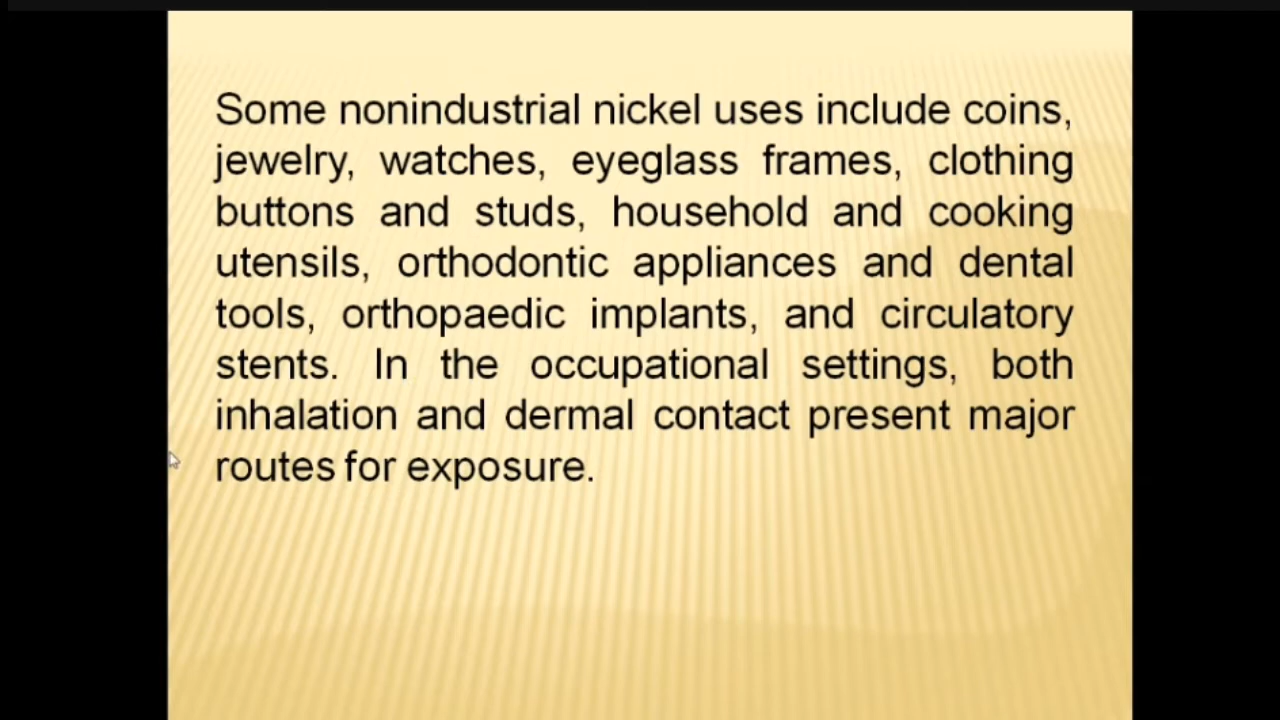 Some nonindustrial nickel uses include coins,
jewelry, watches, eyeglass frames, clothing
buttons and studs, household and cooking
utensils, orthodontic appliances and dental
tools, orthopaedic implants, and circulatory
stents. In the occupational settings, both
inhalation and dermal contact present major
routes for exposure.